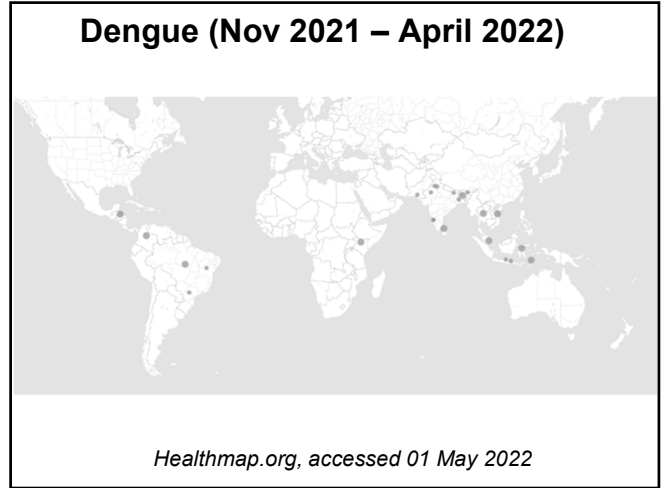 Dengue (Nov 2021 – April 2022)
Healthmap.org, accessed 01 May 2022